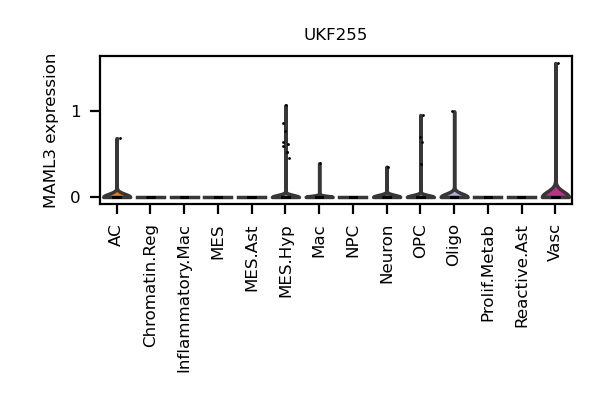 UKF255
MAML3 expression
1
0
AC
Chromatin.Reg
Inflammatory.Mac
MES
MES.Ast
MES.Hyp
Mac
NPC
Neuron
OPC
Oligo
Prolif.Metab
Reactive.Ast
Vasc